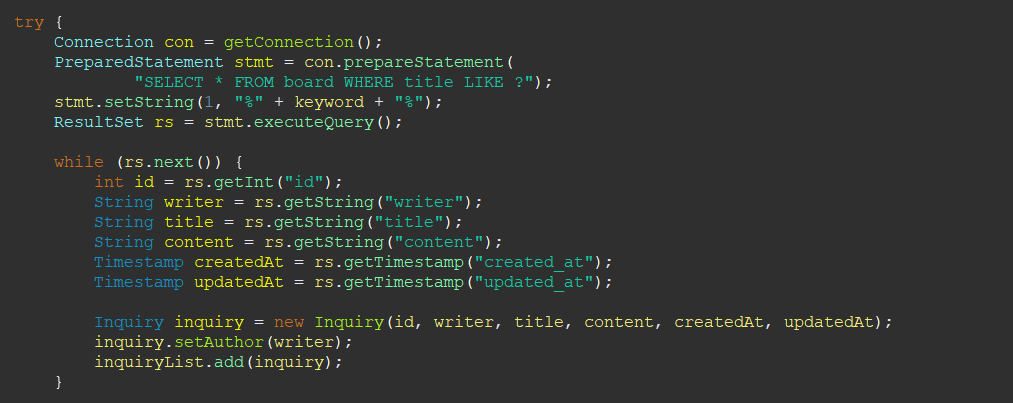 try {
    Connection con = getConnection();
    PreparedStatement stmt = con.prepareStatement(
            "SELECT * FROM board WHERE title LIKE ?");
    stmt.setString(1, "%" + keyword + "%");
    ResultSet rs = stmt.executeQuery();

    while (rs.next()) {
        int id = rs.getInt("id");
        String writer = rs.getString("writer");
        String title = rs.getString("title");
        String content = rs.getString("content");
        Timestamp createdAt = rs.getTimestamp("created_at");
        Timestamp updatedAt = rs.getTimestamp("updated_at");

        Inquiry inquiry = new Inquiry(id, writer, title, content, createdAt, updatedAt);
        inquiry.setAuthor(writer);
        inquiryList.add(inquiry);
    }